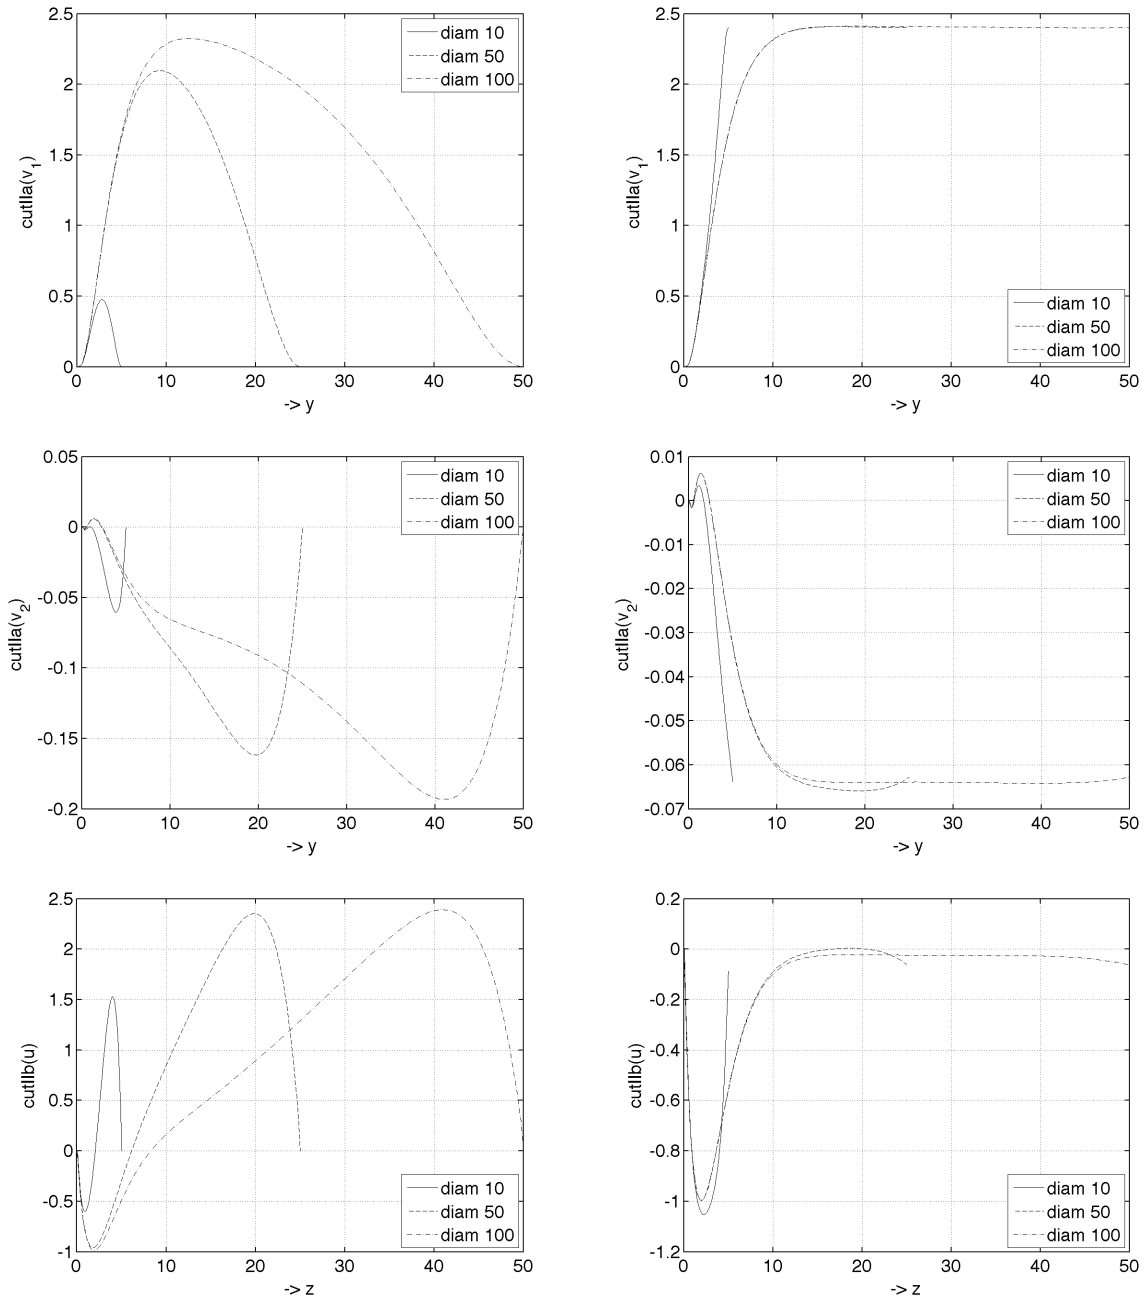 2.5
2
1.5
1
0.5
0
0 10 20 30 40 50
cutIIa(v1)
-> y
diam 10
diam 50
diam 100
2.5
2
1.5
1
0.5
0
0 10 20 30 40 50
cutIIa(v1)
-> y
diam 10
diam 50
diam 100
0.05
0
-0.05
-0.1
-0.15
-0.2
0 10 20 30 40 50
cutIIa(v2)
-> y
diam 10
diam 50
diam 100
0.01
0
-0.01
-0.02
-0.03
-0.04
-0.05
-0.06
-0.07
0 10 20 30 40 50
cutIIa(v2)
-> y
diam 10
diam 50
diam 100
2.5
2
1.5
1
0.5
0
-0.5
-1
0 10 20 30 40 50
cutIIb(u)
-> z
diam 10
diam 50
diam 100
0.2
0
-0.2
-0.4
-0.6
-0.8
-1
-1.2
0 10 20 30 40 50
cutIIb(u)
-> z
diam 10
diam 50
diam 100